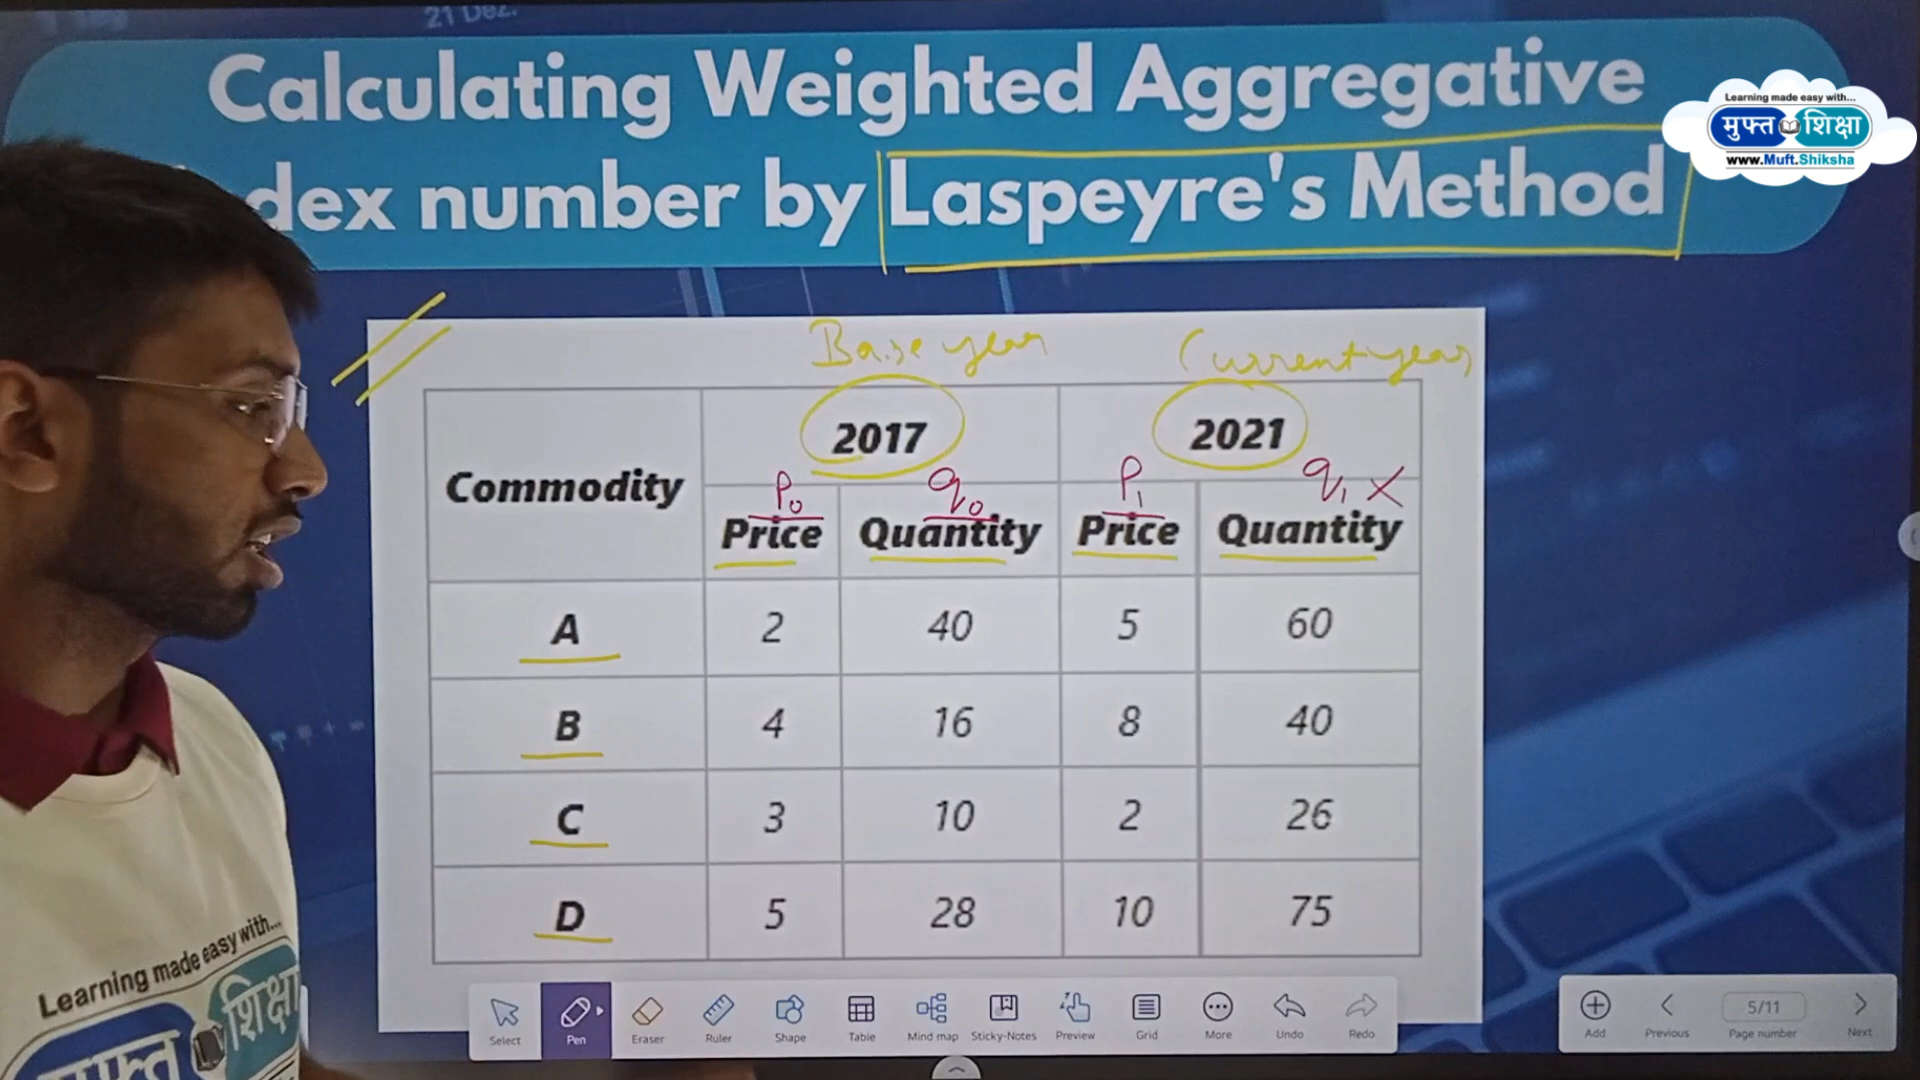 21 Dez.
Calculating Weighted Aggregative
dex number by Laspeyre's Method
Learning made easy with...
मुफ्त शिक्षा
www.Muft.Shiksha
Base year Current year
Commodity 2017 2021
P₀ q₀ P₁ q₁ ×
Price Quantity Price Quantity
A 2 40 5 60
B 4 16 8 40
C 3 10 2 26
D 5 28 10 75
Learning made easy with...
मुफ्त शिक्षा
Select Pen Eraser Ruler Shape Table Mind map Sticky-Notes Preview Grid More Undo Redo
Add Previous 5/11 Page number Next